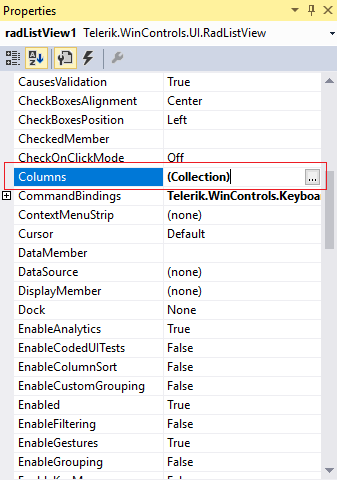 Properties
radListView1 Telerik.WinControls.UI.RadListView
CausesValidation True
CheckBoxesAlignment Center
CheckBoxesPosition Left
CheckedMember
CheckOnClickMode Off
Columns (Collection) ...
CommandBindings Telerik.WinControls.Keyboa
ContextMenuStrip (none)
Cursor Default
DataMember
DataSource (none)
DisplayMember (none)
Dock None
EnableAnalytics True
EnableCodedUITests False
EnableColumnSort False
EnableCustomGrouping False
Enabled True
EnableFiltering False
EnableGestures True
EnableGrouping False